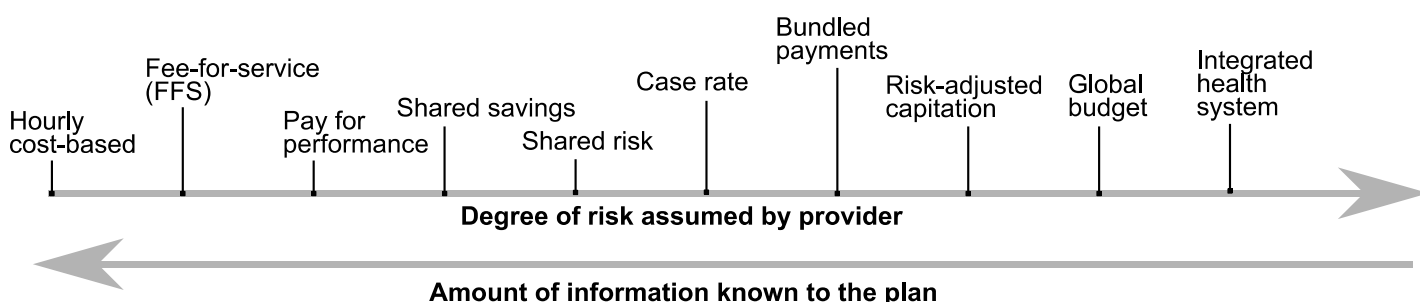 Hourly
cost-based
Fee-for-service
(FFS)
Pay for
performance
Shared savings
Shared risk
Case rate
Bundled
payments
Risk-adjusted
capitation
Global
budget
Integrated
health
system
Degree of risk assumed by provider
Amount of information known to the plan